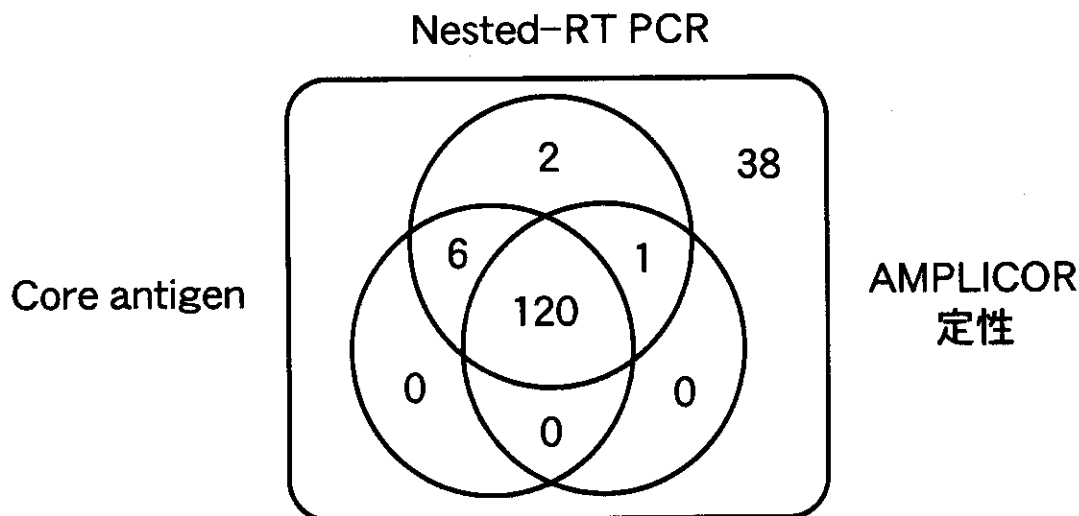 Nested-RT PCR
2
38
6
1
Core antigen
120
AMPLICOR
定性
0
0
0